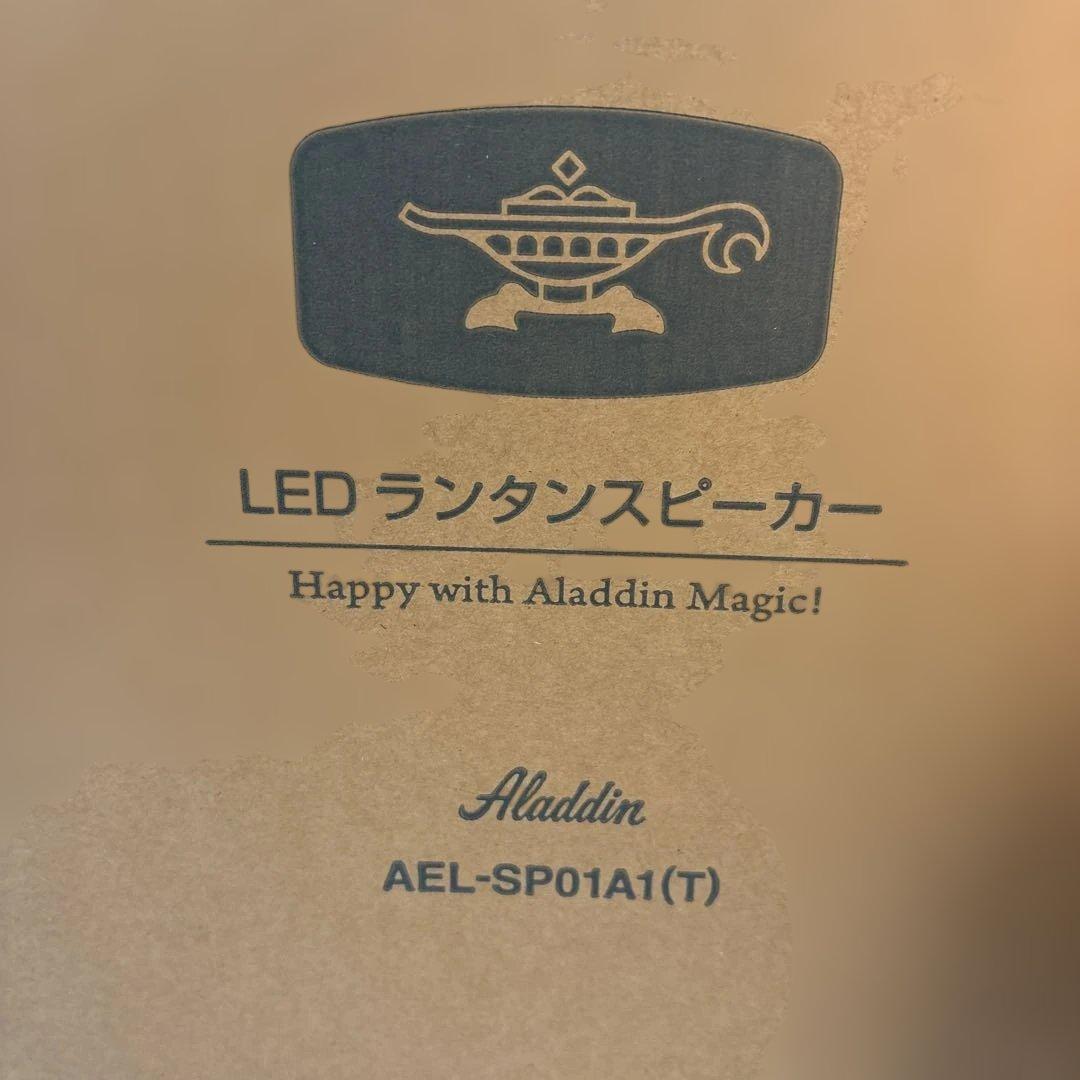 LED ランタンスピーカー
Happy with Aladdin Magic!
Aladdin
AEL-SP01A1(T)